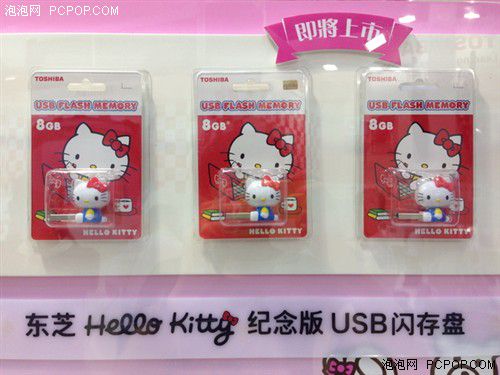 泡泡网 PCPOP.COM
即將上市
TOSHIBA
USB FLASH MEMORY
8GB
HELLO KITTY
TOSHIBA
USB FLASH MEMORY
8GB
HELLO KITTY
TOSHIBA
USB FLASH MEMORY
8GB
HELLO KITTY
东芝 Hello Kitty 纪念版 USB闪存盘
泡泡网 PCPOP.COM